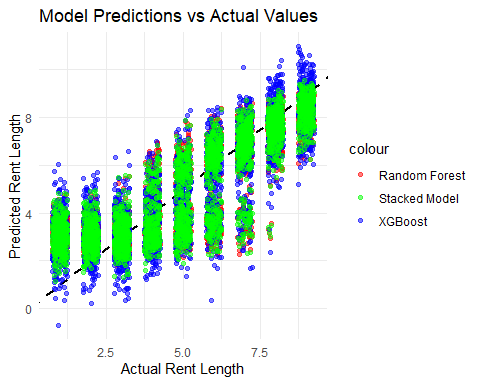 Model Predictions vs Actual Values
Predicted Rent Length
8
4
0
2.5
5.0
7.5
Actual Rent Length
colour
Random Forest
Stacked Model
XGBoost